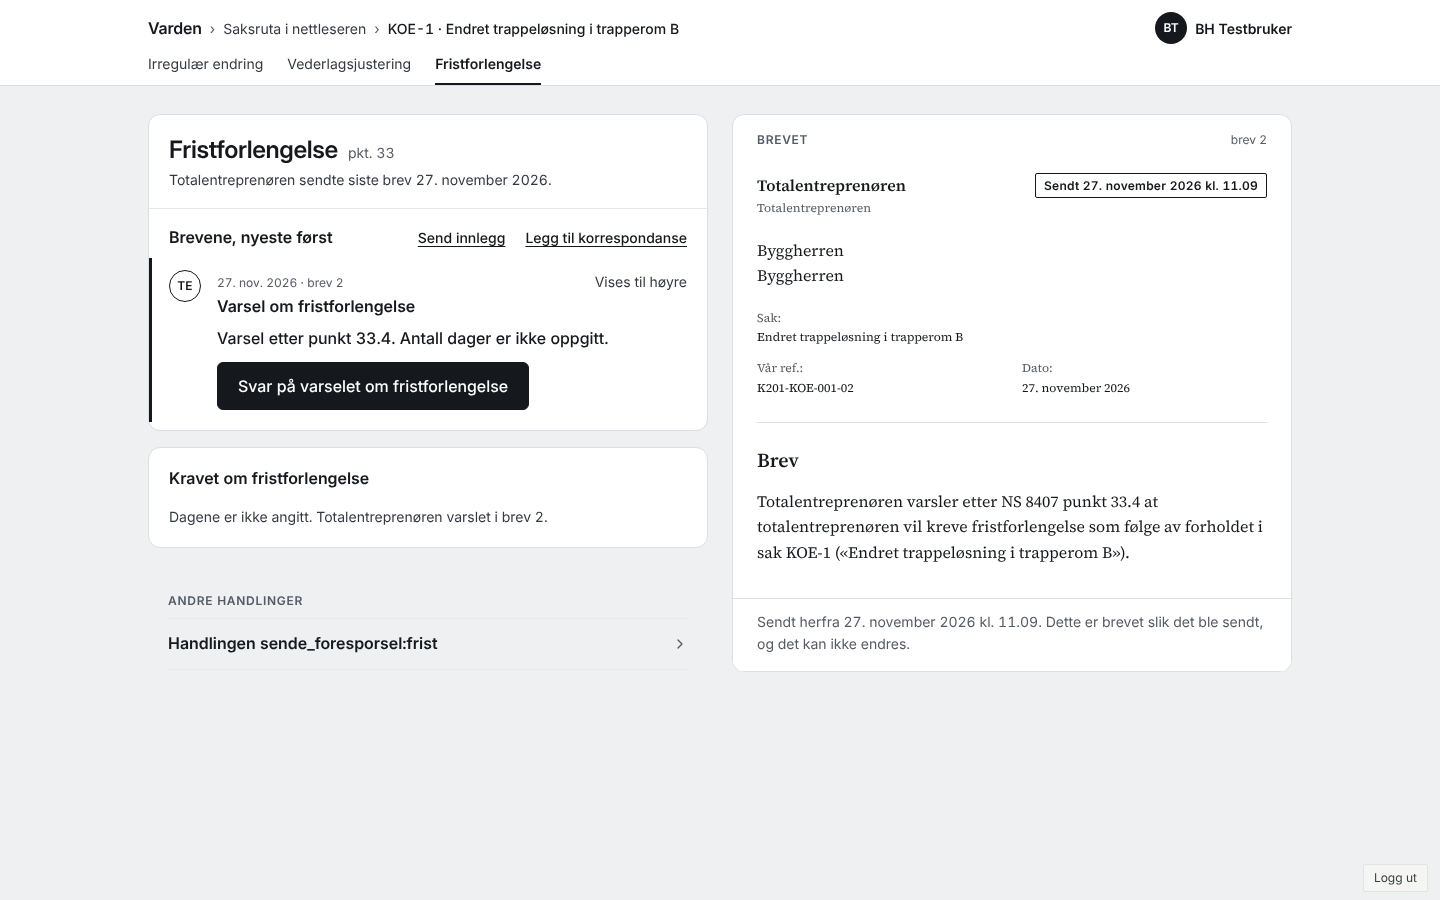 Varden › Saksruta i nettleseren › KOE-1 · Endret trappeløsning i trapperom B
BT BH Testbruker
Irregulær endring Vederlagsjustering Fristforlengelse
Fristforlengelse pkt. 33
Totalentreprenøren sendte siste brev 27. november 2026.
Brevene, nyeste først Send innlegg Legg til korrespondanse
TE 27. nov. 2026 · brev 2 Vises til høyre
Varsel om fristforlengelse
Varsel etter punkt 33.4. Antall dager er ikke oppgitt.
Svar på varselet om fristforlengelse
Kravet om fristforlengelse
Dagene er ikke angitt. Totalentreprenøren varslet i brev 2.
ANDRE HANDLINGER
Handlingen sende_foresporsel:frist
BREVET brev 2
Totalentreprenøren Sendt 27. november 2026 kl. 11.09
Totalentreprenøren
Byggherren
Byggherren
Sak:
Endret trappeløsning i trapperom B
Vår ref.: Dato:
K201-KOE-001-02 27. november 2026
Brev
Totalentreprenøren varsler etter NS 8407 punkt 33.4 at
totalentreprenøren vil kreve fristforlengelse som følge av forholdet i
sak KOE-1 («Endret trappeløsning i trapperom B»).
Sendt herfra 27. november 2026 kl. 11.09. Dette er brevet slik det ble sendt,
og det kan ikke endres.
Logg ut